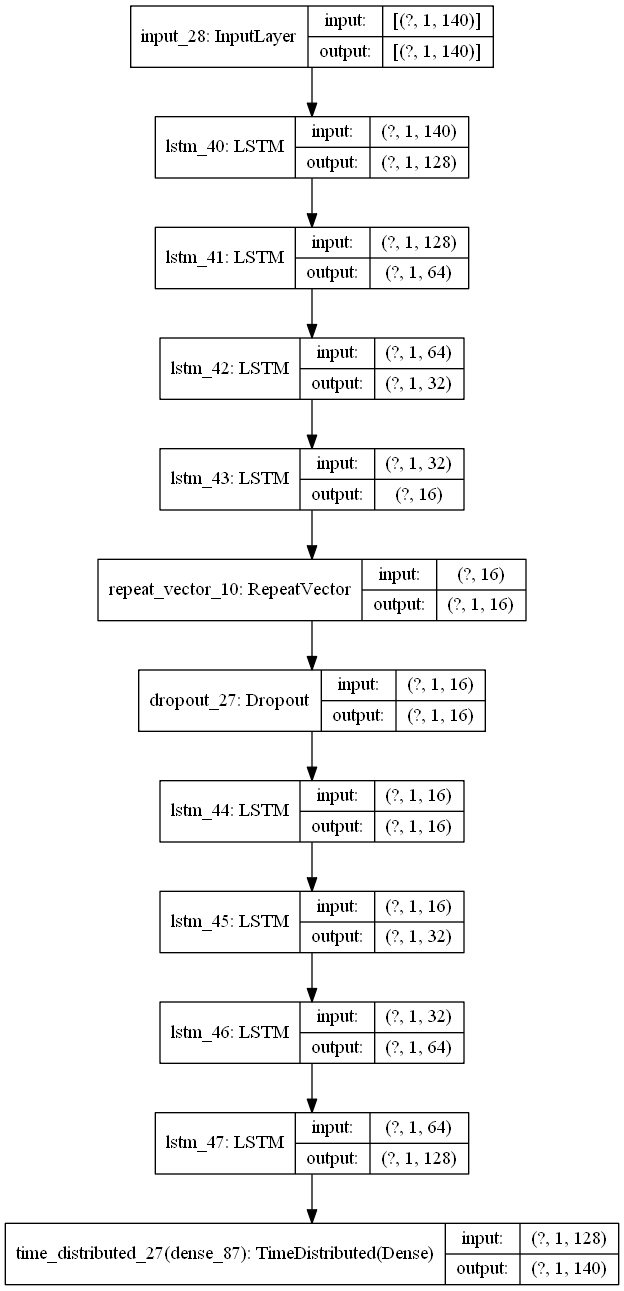 input_28: InputLayer
input: [(?, 1, 140)]
output: [(?, 1, 140)]
lstm_40: LSTM
input: (?, 1, 140)
output: (?, 1, 128)
lstm_41: LSTM
input: (?, 1, 128)
output: (?, 1, 64)
lstm_42: LSTM
input: (?, 1, 64)
output: (?, 1, 32)
lstm_43: LSTM
input: (?, 1, 32)
output: (?, 16)
repeat_vector_10: RepeatVector
input: (?, 16)
output: (?, 1, 16)
dropout_27: Dropout
input: (?, 1, 16)
output: (?, 1, 16)
lstm_44: LSTM
input: (?, 1, 16)
output: (?, 1, 16)
lstm_45: LSTM
input: (?, 1, 16)
output: (?, 1, 32)
lstm_46: LSTM
input: (?, 1, 32)
output: (?, 1, 64)
lstm_47: LSTM
input: (?, 1, 64)
output: (?, 1, 128)
time_distributed_27(dense_87): TimeDistributed(Dense)
input: (?, 1, 128)
output: (?, 1, 140)